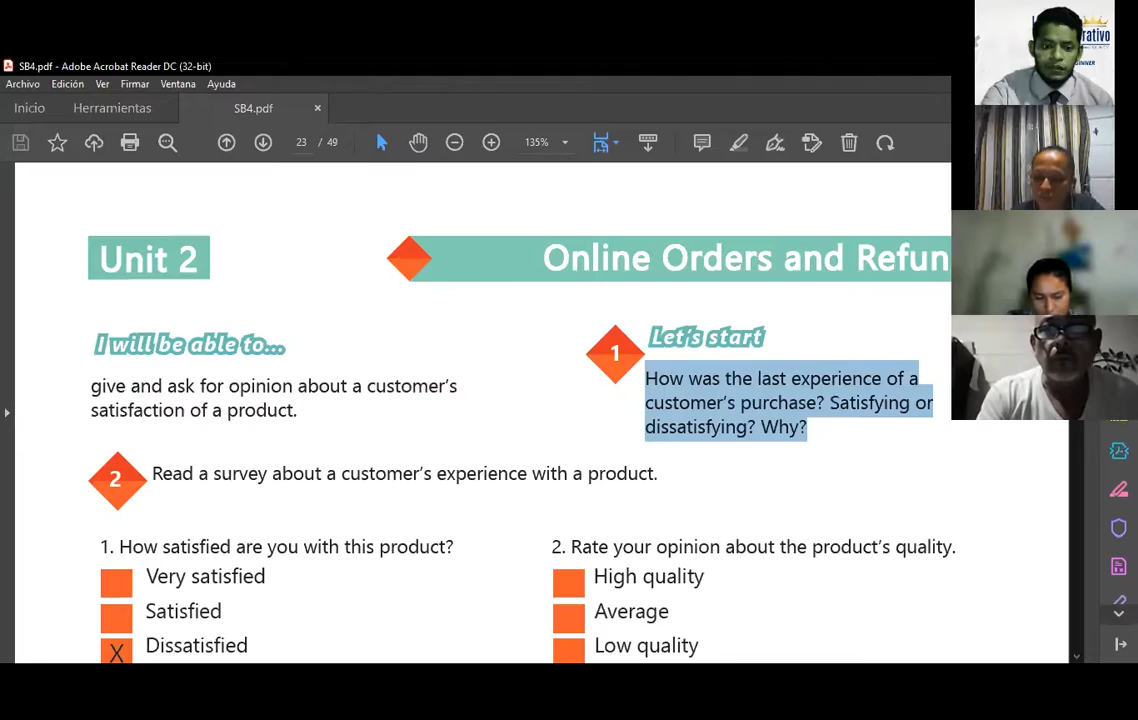 SB4.pdf - Adobe Acrobat Reader DC (32-bit)
Archivo Edición Ver Firmar Ventana Ayuda
Inicio Herramientas SB4.pdf ×
23 / 49 135%
Unit 2
Online Orders and Refun
I will be able to...
give and ask for opinion about a customer's
satisfaction of a product.
1
Let's start
How was the last experience of a
customer's purchase? Satisfying or
dissatisfying? Why?
2
Read a survey about a customer's experience with a product.
1. How satisfied are you with this product?
Very satisfied
Satisfied
X Dissatisfied
2. Rate your opinion about the product's quality.
High quality
Average
Low quality